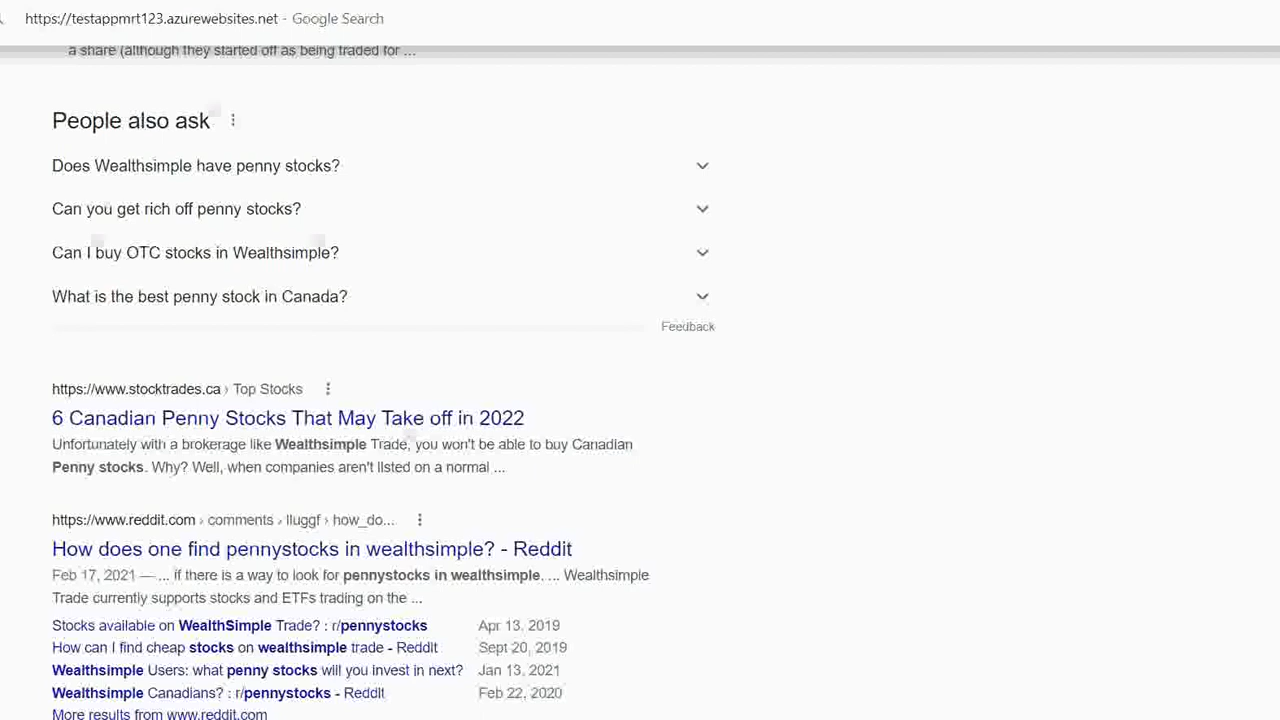 https://testappmrt123.azurewebsites.net - Google Search
a share (although they started off as being traded for ...
People also ask
Does Wealthsimple have penny stocks?
Can you get rich off penny stocks?
Can I buy OTC stocks in Wealthsimple?
What is the best penny stock in Canada?
Feedback
https://www.stocktrades.ca › Top Stocks
6 Canadian Penny Stocks That May Take off in 2022
Unfortunately with a brokerage like Wealthsimple Trade, you won't be able to buy Canadian
Penny stocks. Why? Well, when companies aren't listed on a normal ...
https://www.reddit.com › comments › lluggf › how_do...
How does one find pennystocks in wealthsimple? - Reddit
Feb 17, 2021 — ... if there is a way to look for pennystocks in wealthsimple. ... Wealthsimple
Trade currently supports stocks and ETFs trading on the ...
Stocks available on WealthSimple Trade? : r/pennystocks Apr 13, 2019
How can I find cheap stocks on wealthsimple trade - Reddit Sept 20, 2019
Wealthsimple Users: what penny stocks will you invest in next? Jan 13, 2021
Wealthsimple Canadians? : r/pennystocks - Reddit Feb 22, 2020
More results from www.reddit.com